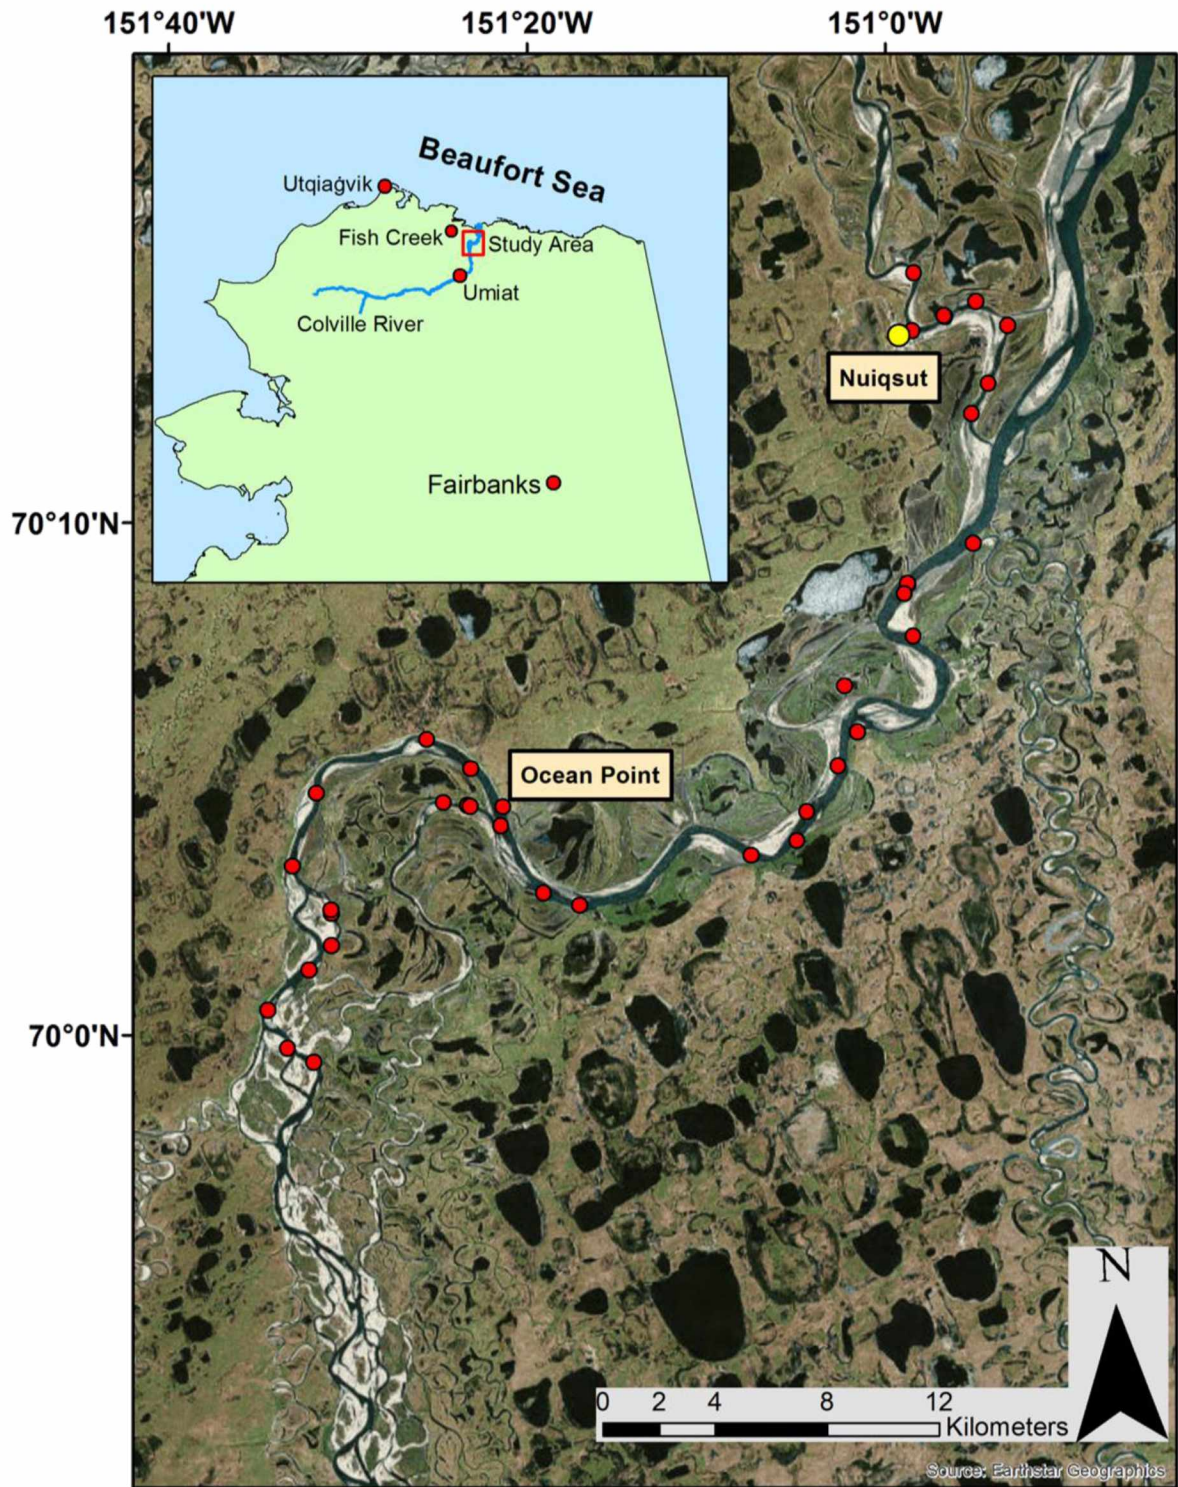 151°40'W 151°20'W 151°0'W
Beaufort Sea
Utqiaġvik
Fish Creek
Study Area
Umiat
Colville River
Fairbanks
Nuiqsut
70°10'N
Ocean Point
70°0'N
N
0 2 4 8 12
Kilometers
Source: Earthstar Geographics